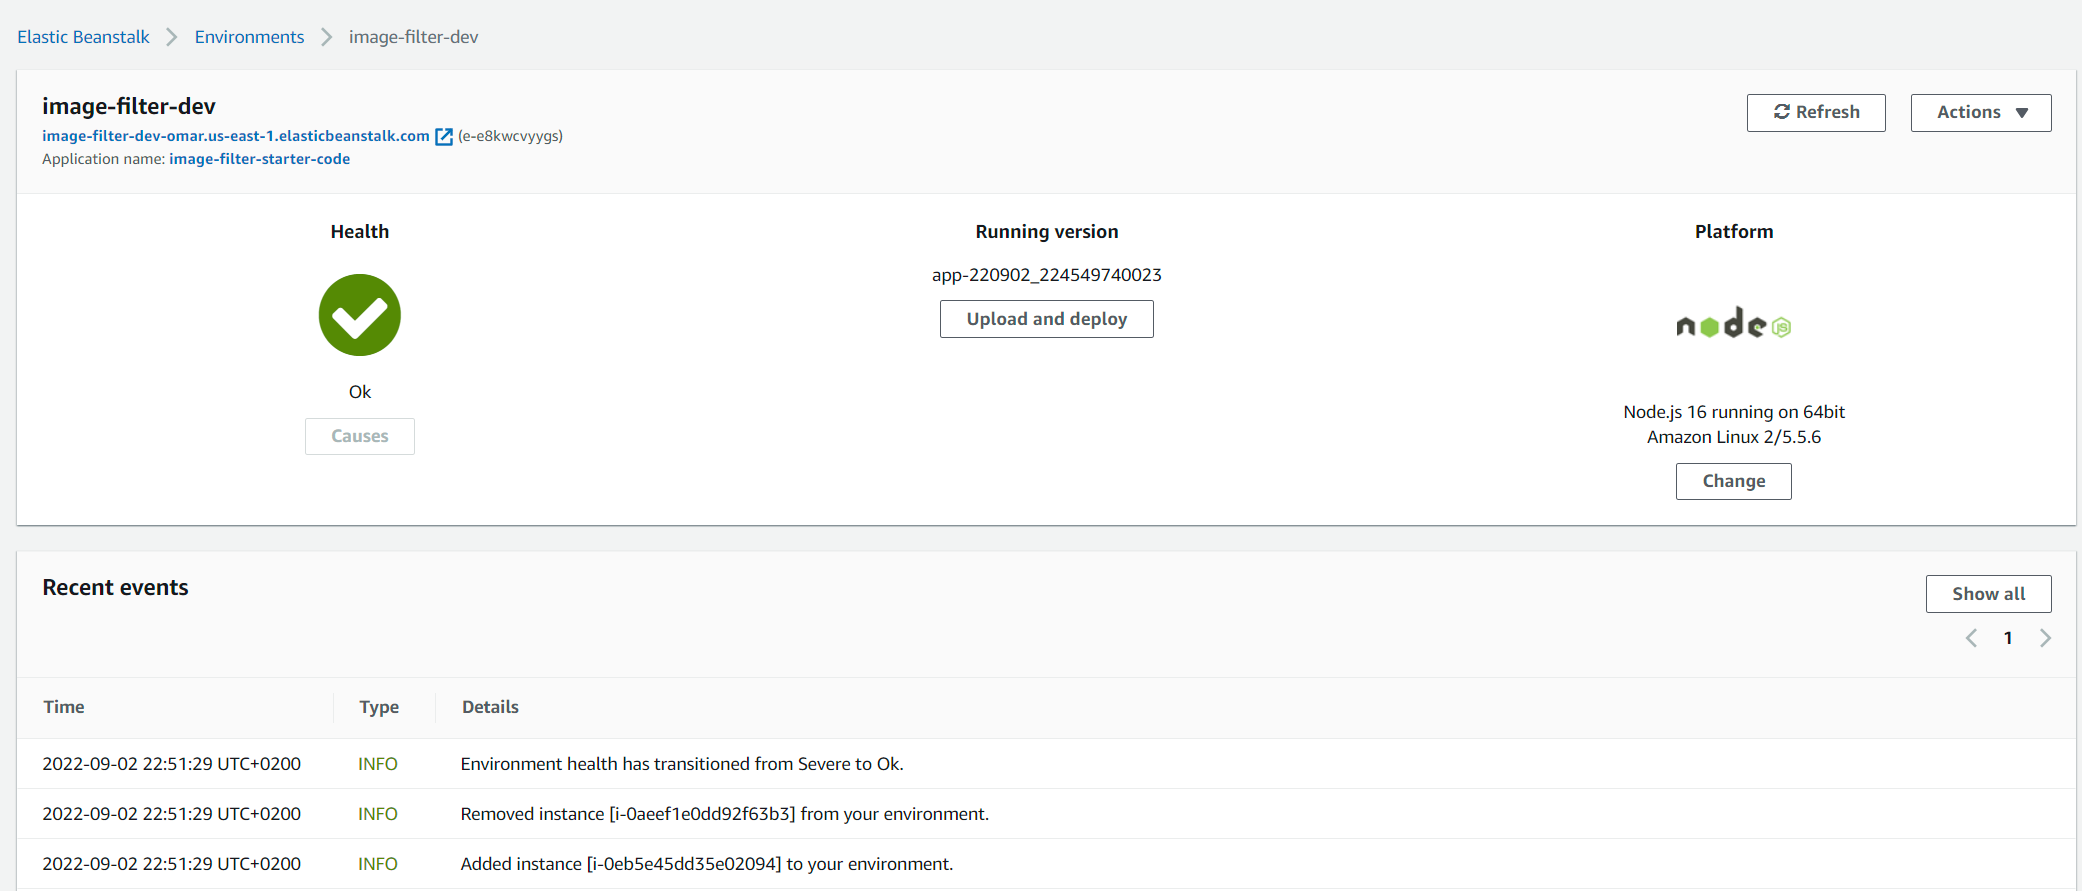 Elastic Beanstalk > Environments > image-filter-dev
image-filter-dev
Refresh
Actions
image-filter-dev-omar.us-east-1.elasticbeanstalk.com (e-e8kwcvyygs)
Application name: image-filter-starter-code
Health
Ok
Causes
Running version
app-220902_224549740023
Upload and deploy
Platform
node JS
Node.js 16 running on 64bit
Amazon Linux 2/5.5.6
Change
Recent events
Show all
1
Time Type Details
2022-09-02 22:51:29 UTC+0200 INFO Environment health has transitioned from Severe to Ok.
2022-09-02 22:51:29 UTC+0200 INFO Removed instance [i-0aeef1e0dd92f63b3] from your environment.
2022-09-02 22:51:29 UTC+0200 INFO Added instance [i-0eb5e45dd35e02094] to your environment.